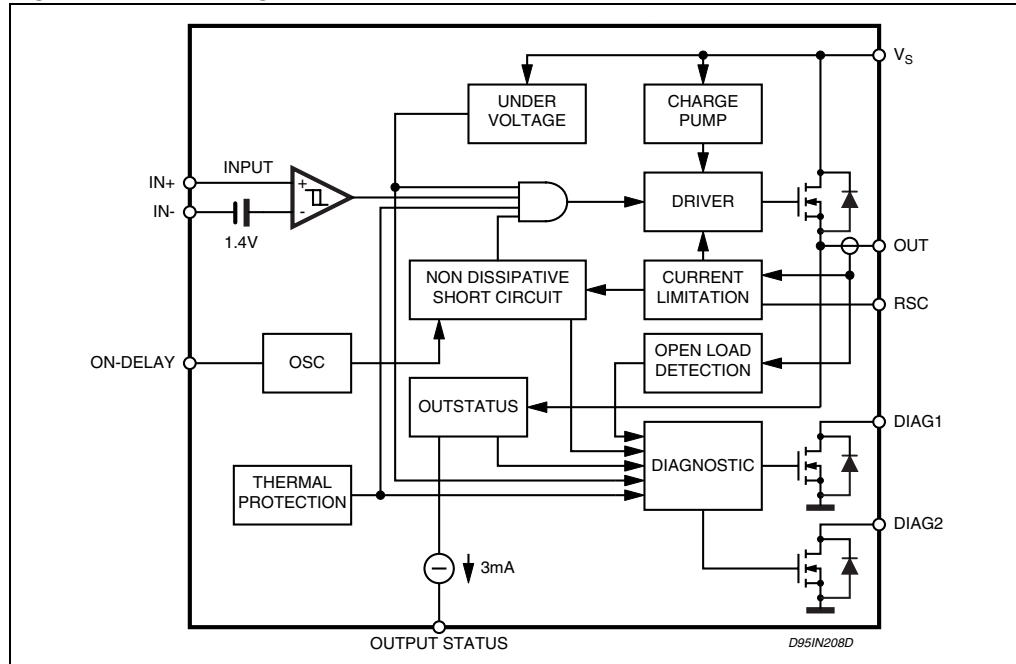 VS
UNDER
VOLTAGE
CHARGE
PUMP
INPUT
IN+
+
DRIVER
IN-
-
1.4V
OUT
NON DISSIPATIVE
SHORT CIRCUIT
CURRENT
LIMITATION
RSC
ON-DELAY
OSC
OPEN LOAD
DETECTION
OUTSTATUS
DIAG1
DIAGNOSTIC
THERMAL
PROTECTION
DIAG2
3mA
OUTPUT STATUS
D95IN208D